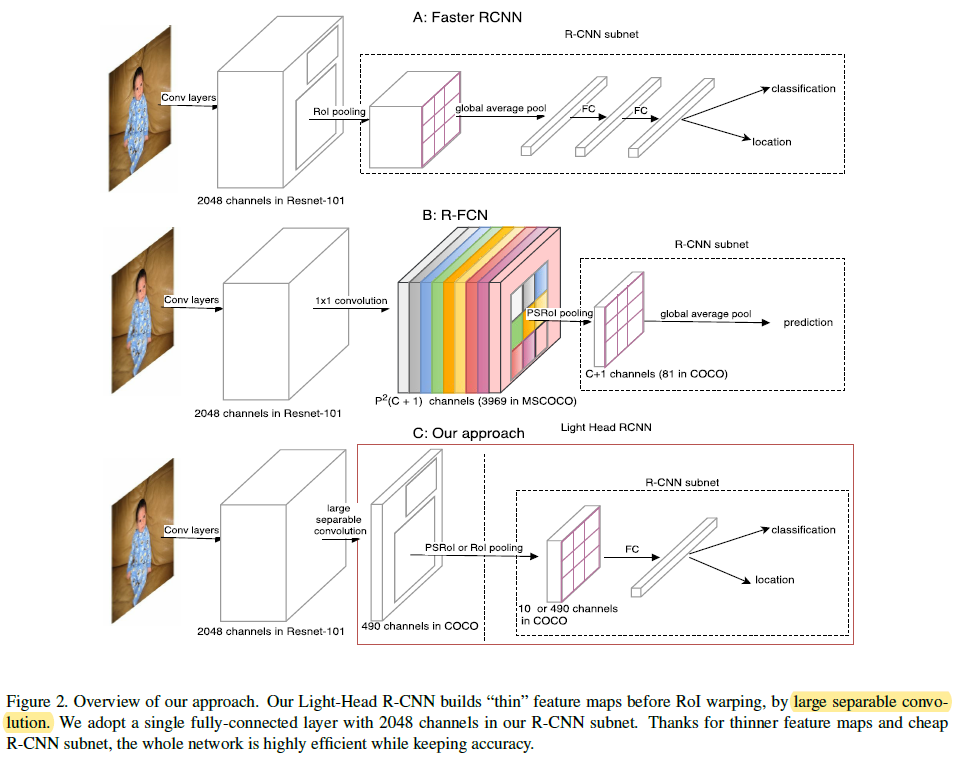 A: Faster RCNN
R-CNN subnet
Conv layers
RoI pooling
global average pool
FC
FC
classification
location
2048 channels in Resnet-101
B: R-FCN
R-CNN subnet
Conv layers
1x1 convolution
PSRoI pooling
global average pool
prediction
C+1 channels (81 in COCO)
P²(C + 1) channels (3969 in MSCOCO)
2048 channels in Resnet-101
C: Our approach
Light Head RCNN
R-CNN subnet
Conv layers
large
separable
convolution
PSRoI or RoI pooling
FC
classification
location
10 or 490 channels
in COCO
490 channels in COCO
2048 channels in Resnet-101
Figure 2. Overview of our approach. Our Light-Head R-CNN builds “thin” feature maps before RoI warping, by large separable convo-
lution. We adopt a single fully-connected layer with 2048 channels in our R-CNN subnet. Thanks for thinner feature maps and cheap
R-CNN subnet, the whole network is highly efficient while keeping accuracy.